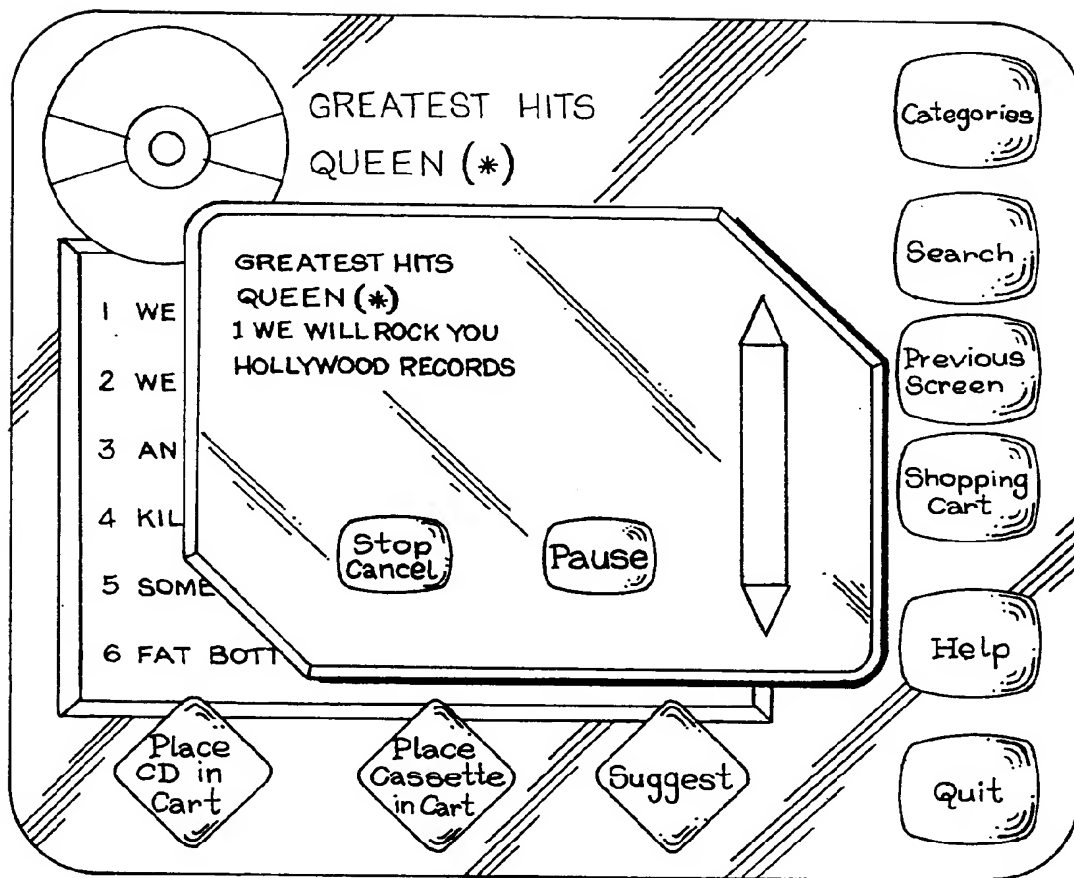 GREATEST HITS
QUEEN (*)
GREATEST HITS
QUEEN (*)
1 WE WILL ROCK YOU
HOLLYWOOD RECORDS
1 WE
2 WE
3 AN
4 KIL
5 SOME
6 FAT BOTT
Stop
Cancel
Pause
Place
CD in
Cart
Place
Cassette
in Cart
Suggest
Categories
Search
Previous
Screen
Shopping
Cart
Help
Quit